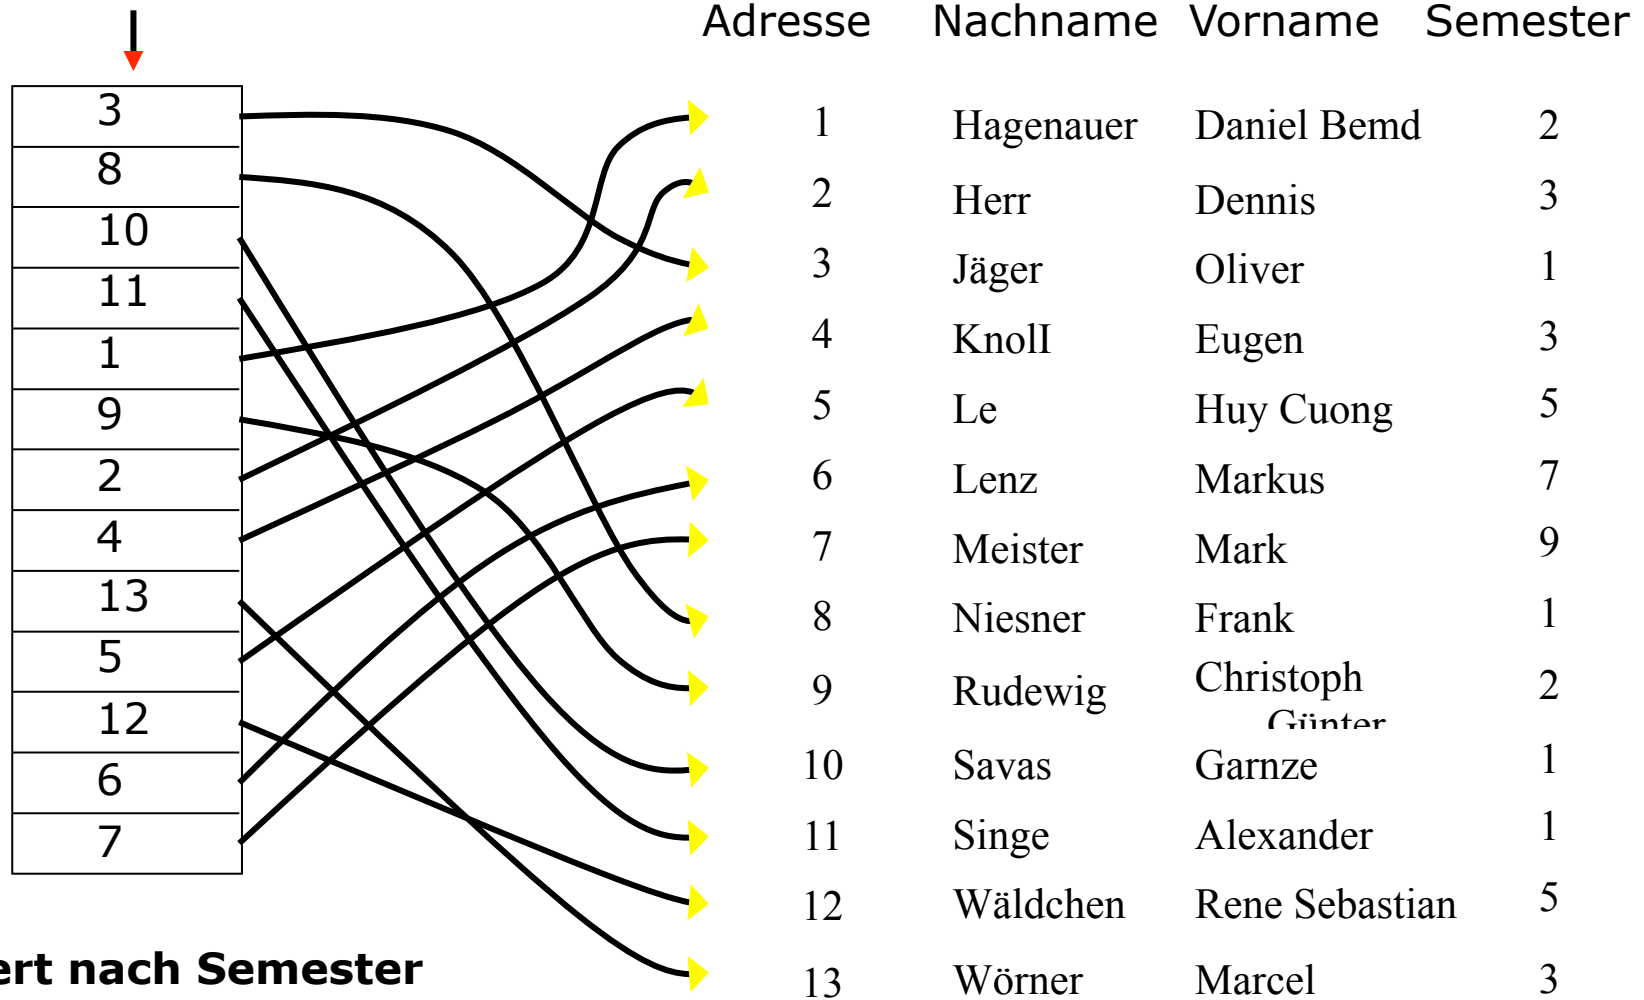 Adresse Nachname Vorname Semester
3
8
10
11
1
9
2
4
13
5
12
6
7
1 Hagenauer Daniel Bemd 2
2 Herr Dennis 3
3 Jäger Oliver 1
4 KnolI Eugen 3
5 Le Huy Cuong 5
6 Lenz Markus 7
7 Meister Mark 9
8 Niesner Frank 1
9 Rudewig Christoph 2
Günter
10 Savas Garnze 1
11 Singe Alexander 1
12 Wäldchen Rene Sebastian 5
13 Wörner Marcel 3
ert nach Semester